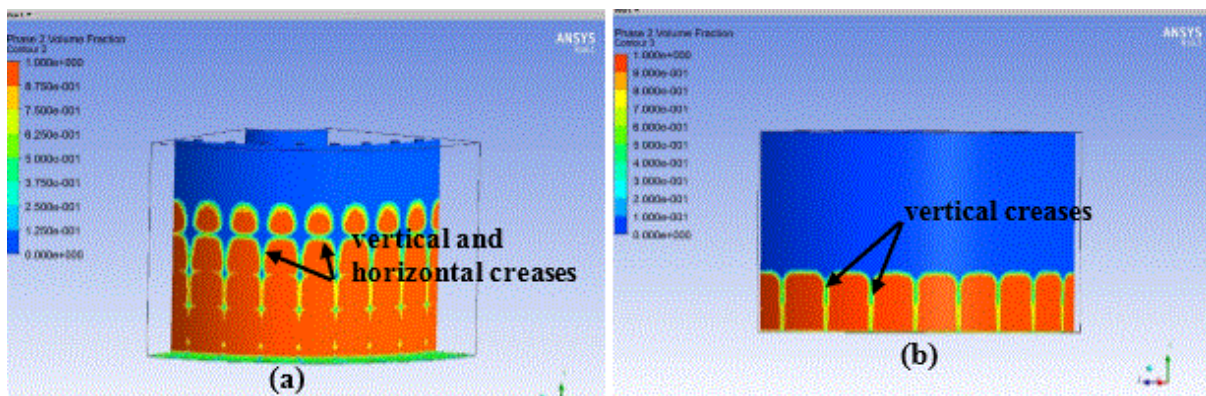 Phase 2 Volume Fraction
Contour 3
1.000e+000
8.750e-001
7.500e-001
6.250e-001
5.000e-001
3.750e-001
2.500e-001
1.250e-001
0.000e+000
ANSYS
vertical and
horizontal creases
(a)
Phase 2 Volume Fraction
Contour 3
1.000e+000
9.000e-001
8.000e-001
7.000e-001
6.000e-001
5.000e-001
4.000e-001
3.000e-001
2.000e-001
1.000e-001
0.000e+000
ANSYS
vertical creases
(b)